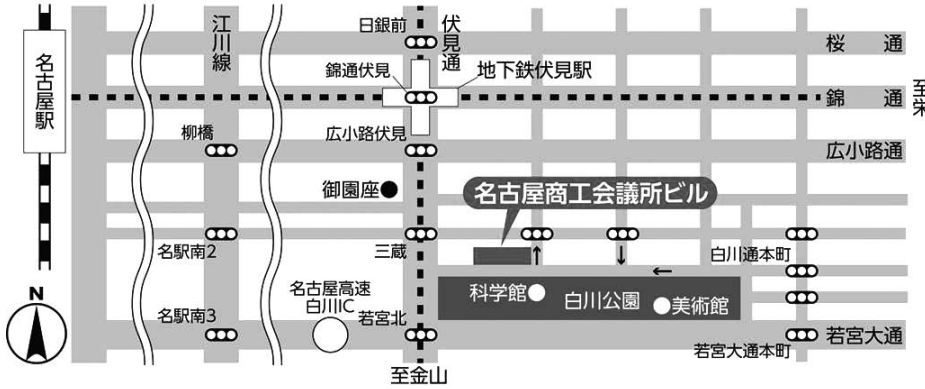 日銀前
伏見通
江川線
桜　通
名古屋駅
錦通伏見
地下鉄伏見駅
錦　通
至栄
柳橋
広小路伏見
広小路通
御園座
名古屋商工会議所ビル
名駅南2
三蔵
白川通本町
N
名古屋高速
白川IC
科学館
白川公園
美術館
名駅南3
若宮北
若宮大通
若宮大通本町
至金山